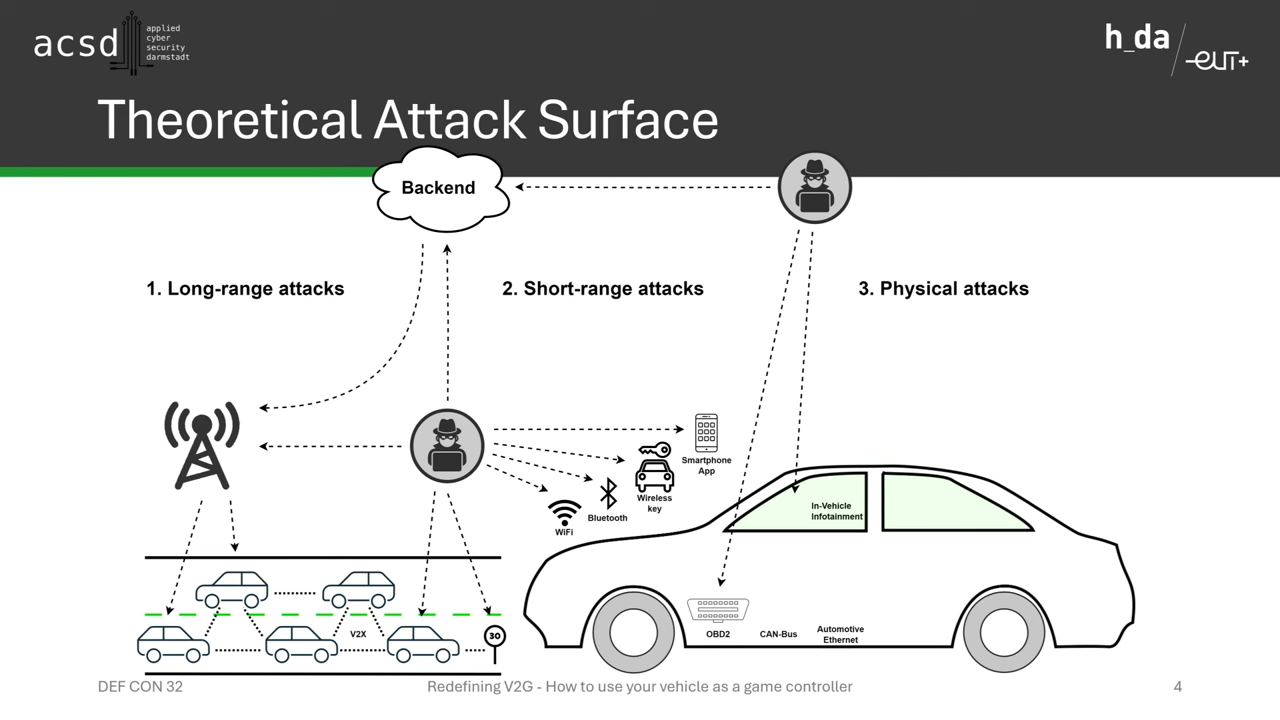 acsd
applied
cyber
security
darmstadt
h_da
eut+
Theoretical Attack Surface
Backend
1. Long-range attacks
2. Short-range attacks
3. Physical attacks
Smartphone
App
Wireless
key
Bluetooth
WiFi
In-Vehicle
Infotainment
V2X
30
OBD2
CAN-Bus
Automotive
Ethernet
DEF CON 32
Redefining V2G - How to use your vehicle as a game controller
4